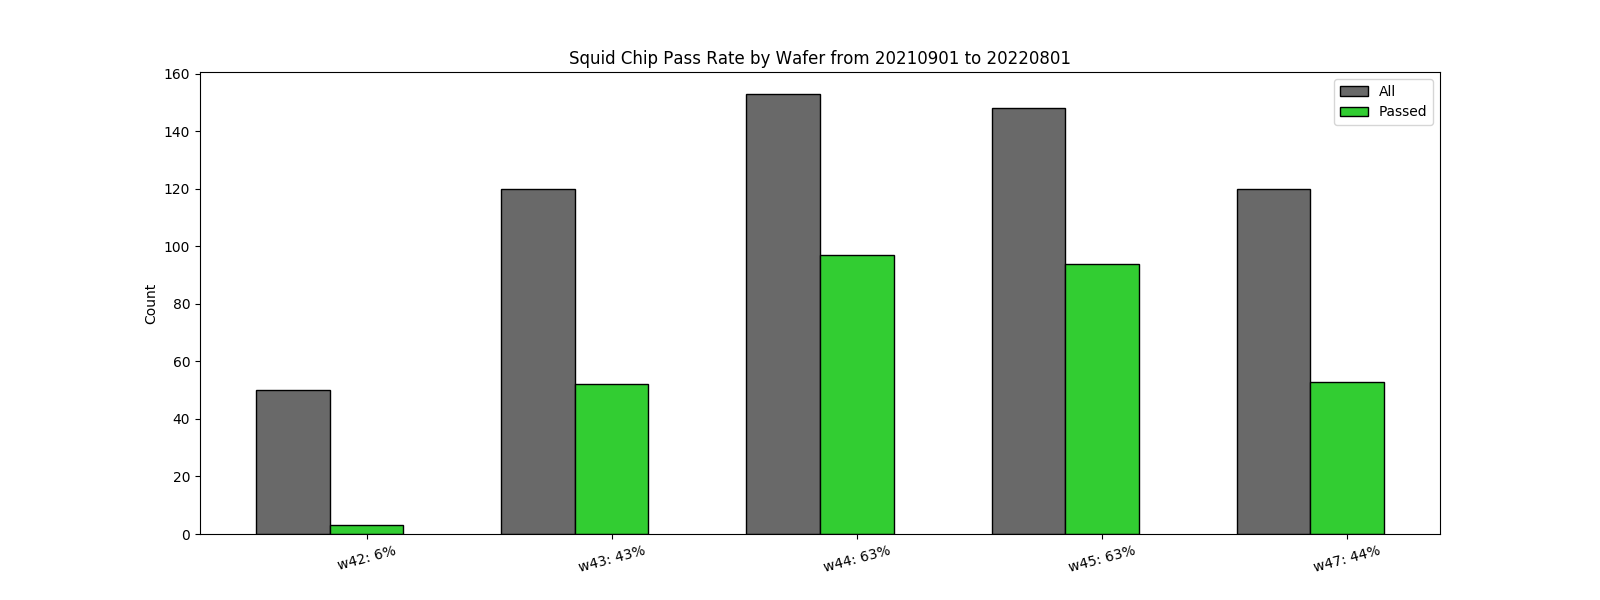 Squid Chip Pass Rate by Wafer from 20210901 to 20220801
All
Passed
Count
160
140
120
100
80
60
40
20
0
w42: 6%
w43: 43%
w44: 63%
w45: 63%
w47: 44%